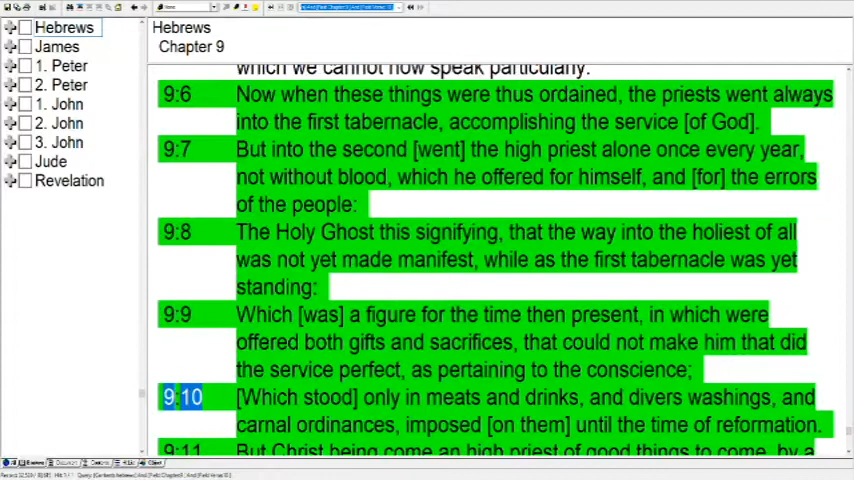 Hebrews
James
1. Peter
2. Peter
1. John
2. John
3. John
Jude
Revelation
Hebrews
Chapter 9
which we cannot now speak particularly.
9:6 Now when these things were thus ordained, the priests went always
into the first tabernacle, accomplishing the service [of God].
9:7 But into the second [went] the high priest alone once every year,
not without blood, which he offered for himself, and [for] the errors
of the people:
9:8 The Holy Ghost this signifying, that the way into the holiest of all
was not yet made manifest, while as the first tabernacle was yet
standing:
9:9 Which [was] a figure for the time then present, in which were
offered both gifts and sacrifices, that could not make him that did
the service perfect, as pertaining to the conscience;
9:10 [Which stood] only in meats and drinks, and divers washings, and
carnal ordinances, imposed [on them] until the time of reformation.
9:11 But Christ being come an high priest of good things to come, by a